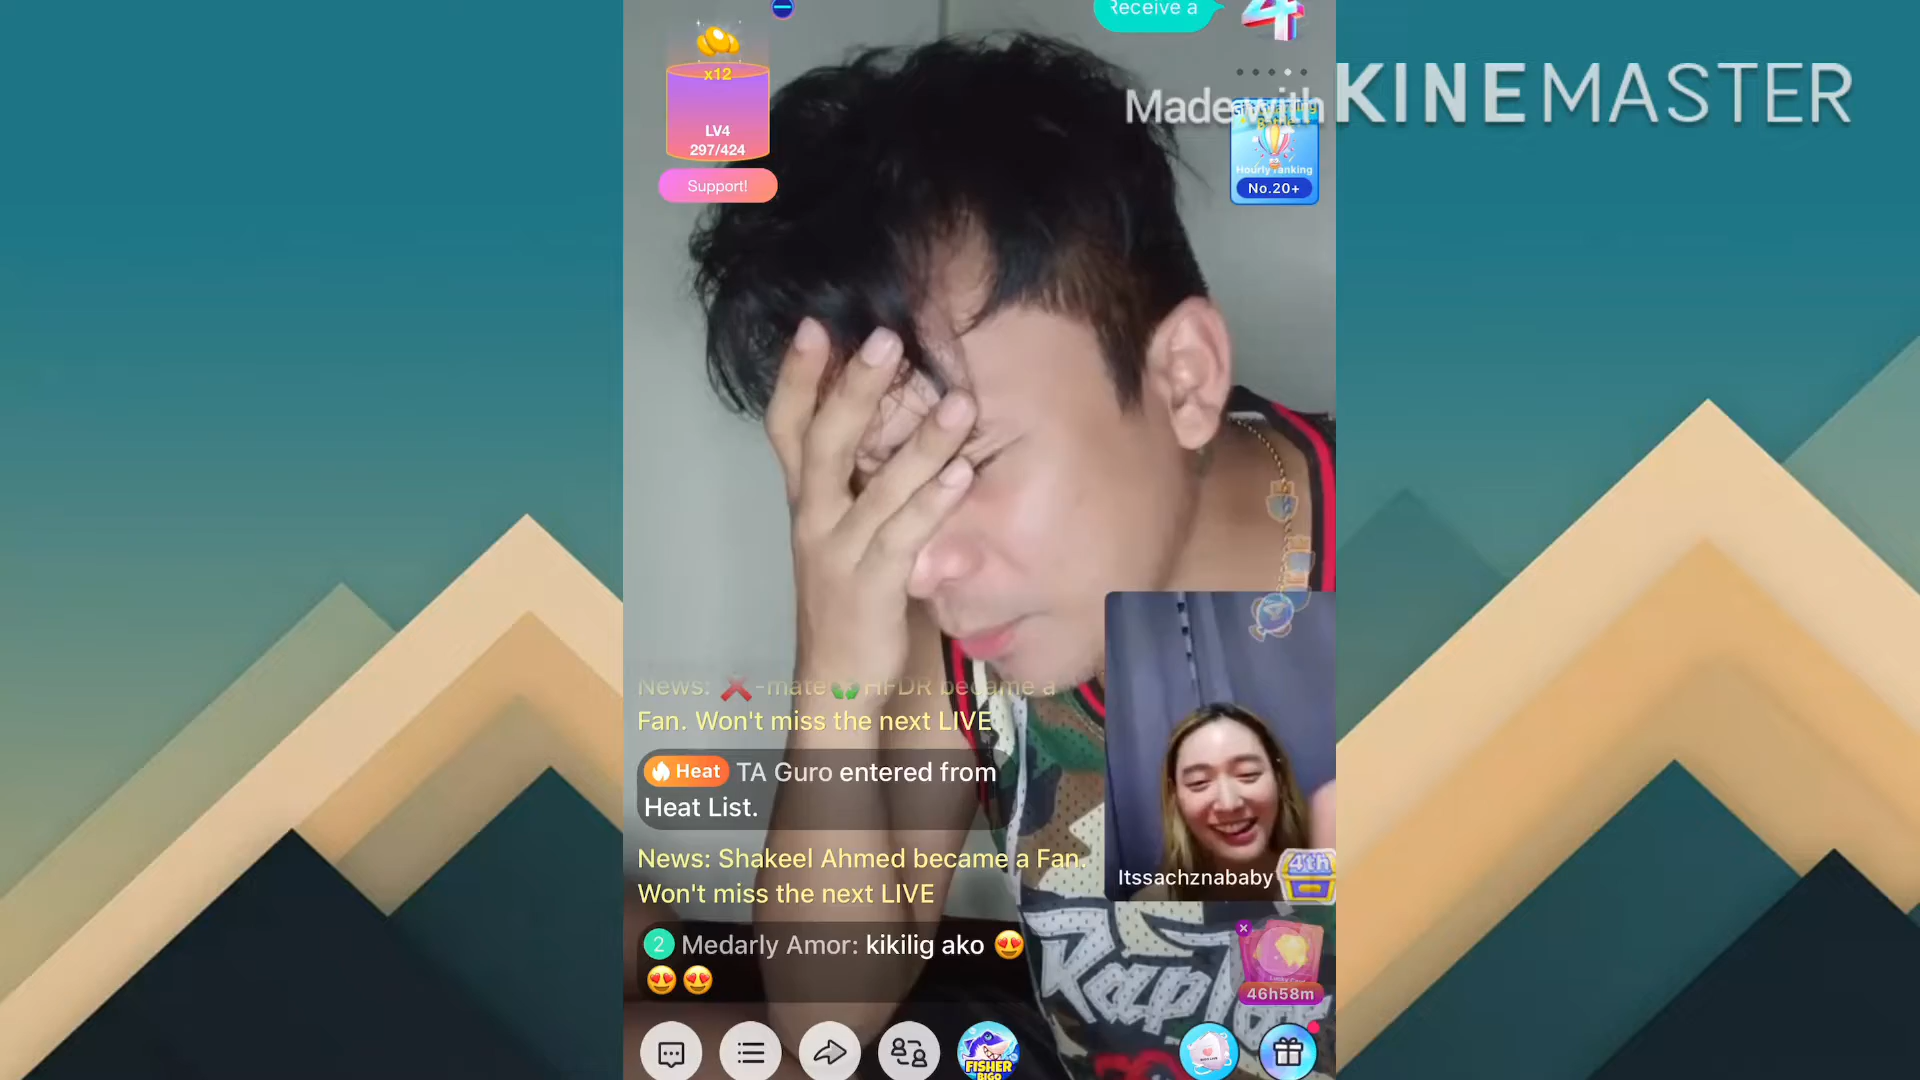 Receive a
4
x12
LV4
297/424
Support!
Made with KINEMASTER
Hourly ranking
No.20+
News: ❌-mate HFDR became a
Fan. Won't miss the next LIVE
Heat TA Guro entered from
Heat List.
News: Shakeel Ahmed became a Fan.
Won't miss the next LIVE
2 Medarly Amor: kikilig ako 😍
😍😍
Itssachznababy
4th
46h58m
FISHER
BIGO